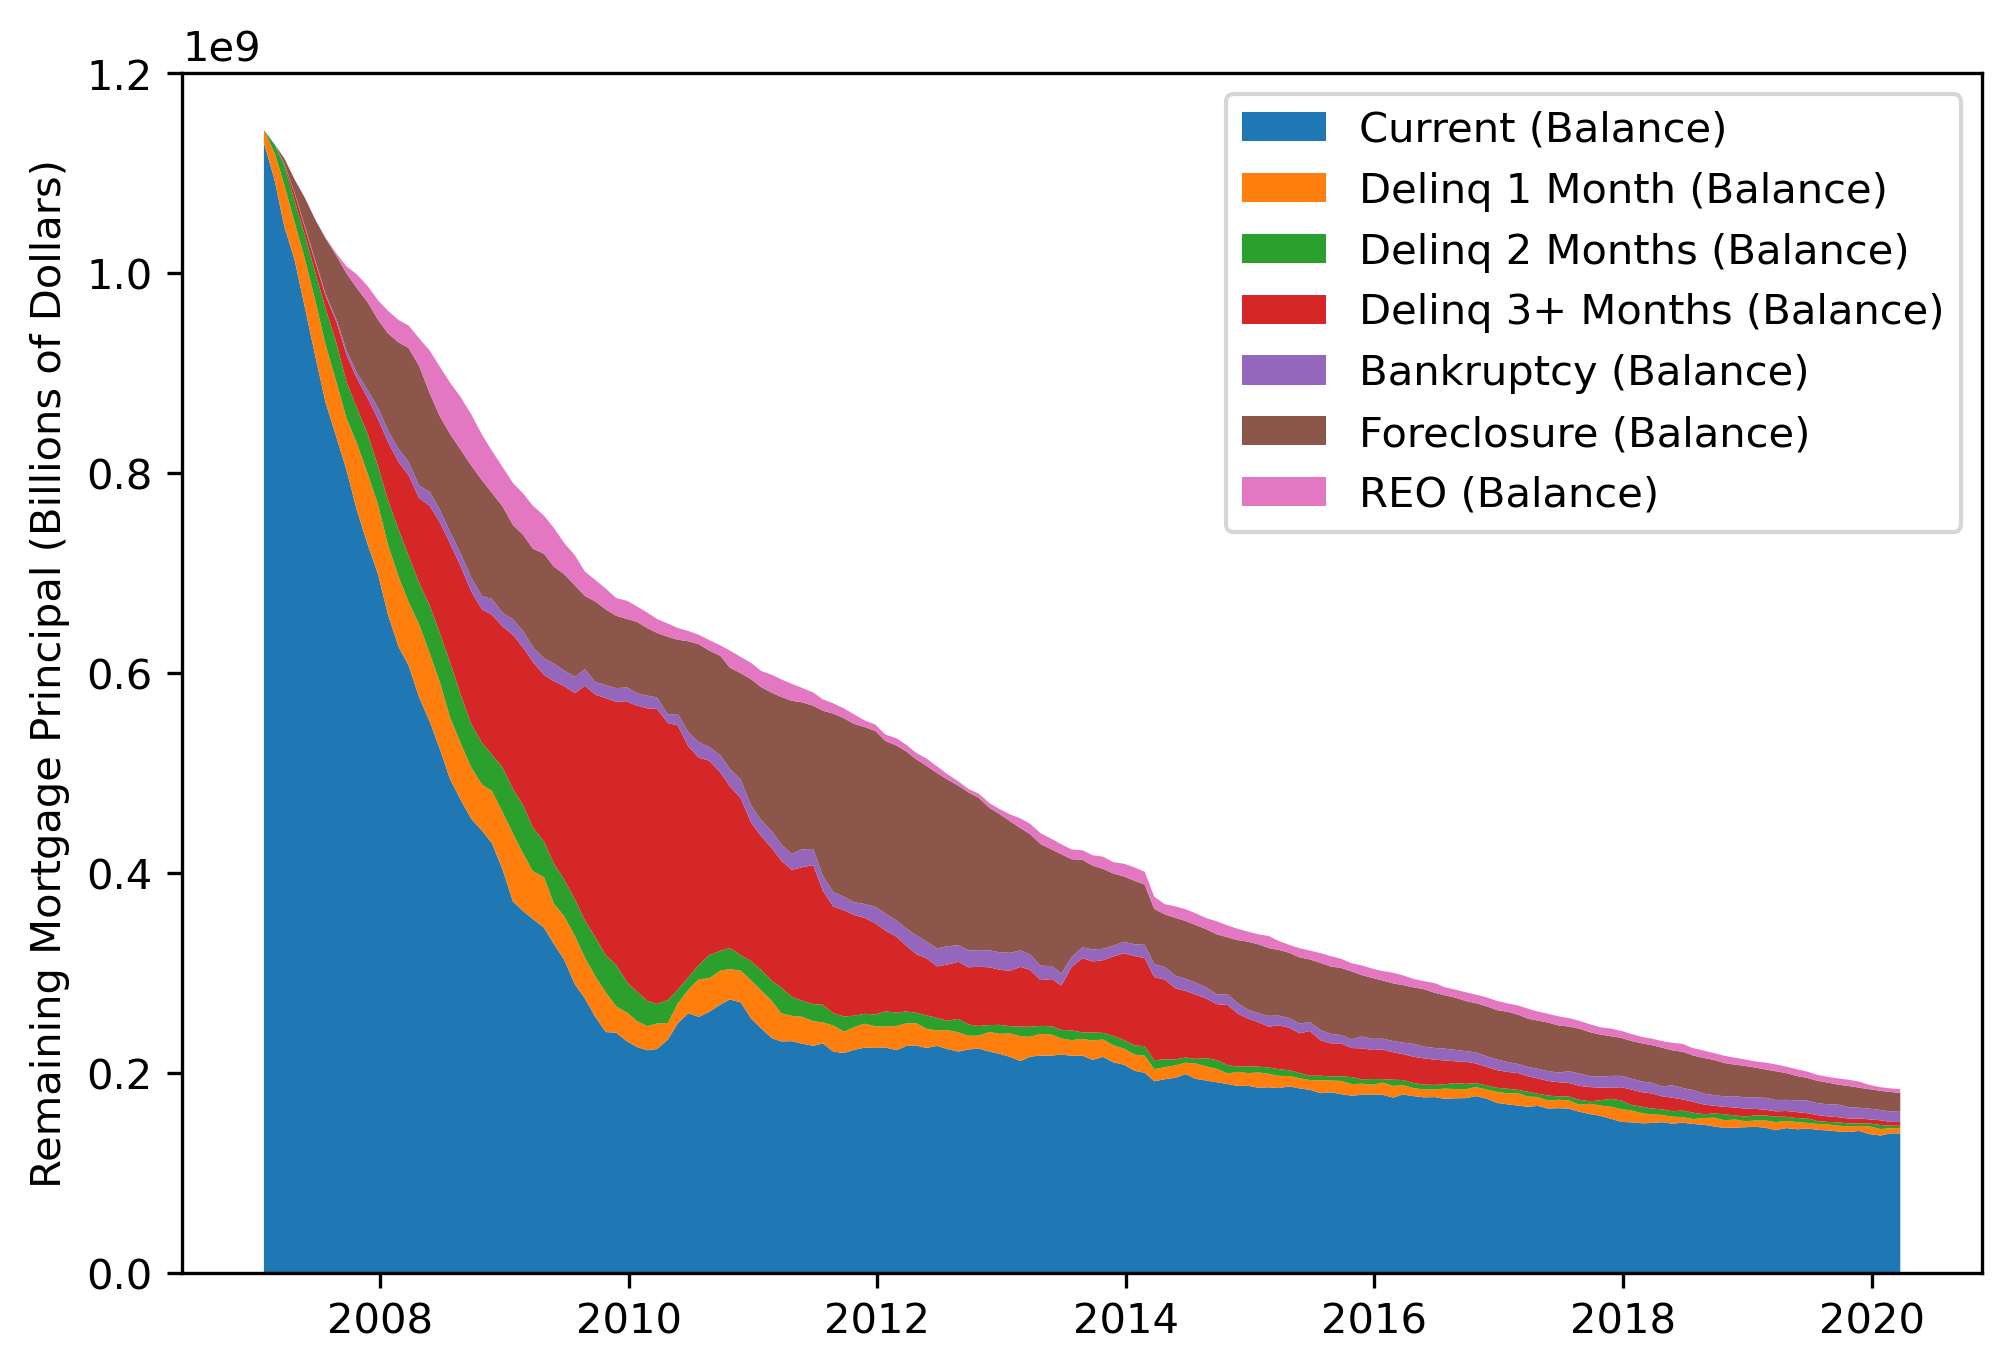 1e9
1.2
1.0
0.8
0.6
0.4
0.2
0.0
Remaining Mortgage Principal (Billions of Dollars)
Current (Balance)
Delinq 1 Month (Balance)
Delinq 2 Months (Balance)
Delinq 3+ Months (Balance)
Bankruptcy (Balance)
Foreclosure (Balance)
REO (Balance)
2008 2010 2012 2014 2016 2018 2020